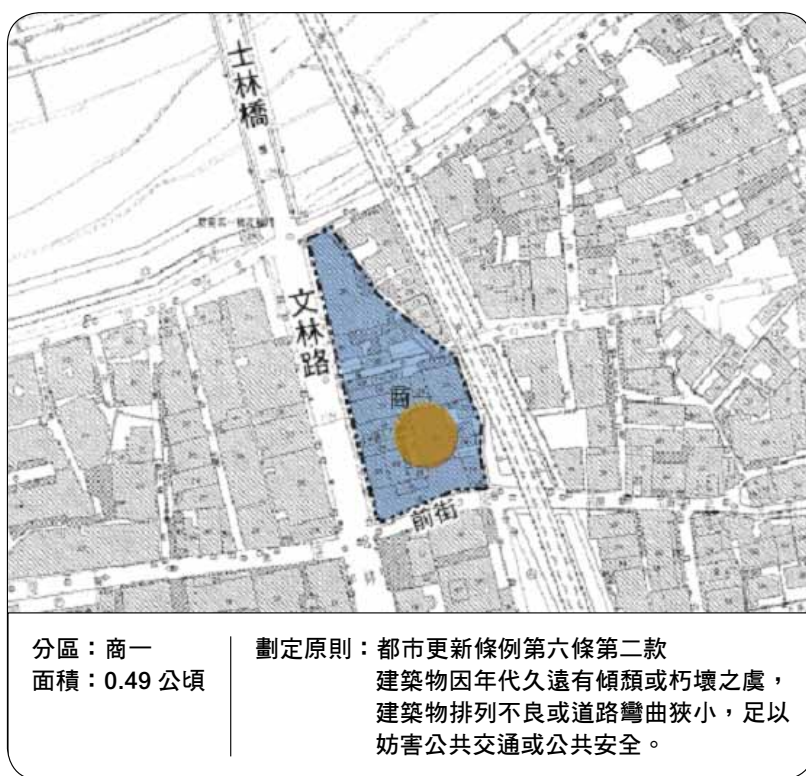 士林橋
文林路
商一
前街
分區：商一
面積：0.49 公頃
劃定原則：都市更新條例第六條第二款
建築物因年代久遠有傾頹或朽壞之虞，
建築物排列不良或道路彎曲狹小，足以
妨害公共交通或公共安全。